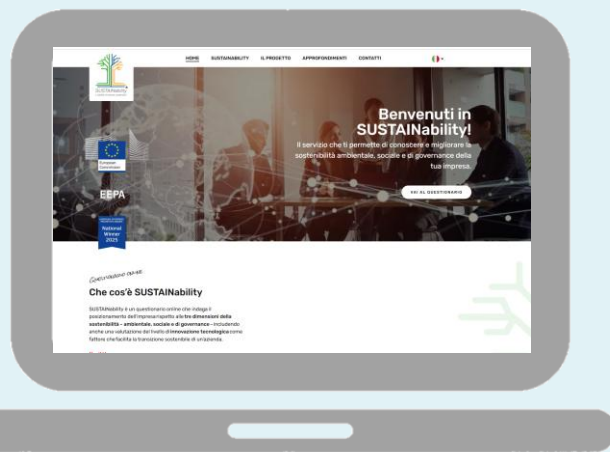 HOME SUSTAINABILITY IL PROGETTO APPROFONDIMENTI CONTATTI
SUSTAINability
Benvenuti in
SUSTAINability!
Il servizio che ti permette di conoscere e migliorare la
sostenibilità ambientale, sociale e di governance della
tua impresa.
VAI AL QUESTIONARIO
European
Commission
EEPA
National
Winner
2025
Che cos'è SUSTAINability
SUSTAINability è un questionario online che indaga il
posizionamento dell'impresa rispetto alle tre dimensioni della
sostenibilità - ambientale, sociale e di governance - includendo
anche una valutazione del livello di innovazione tecnologica come
fattore che facilita la transizione sostenibile di un'azienda.